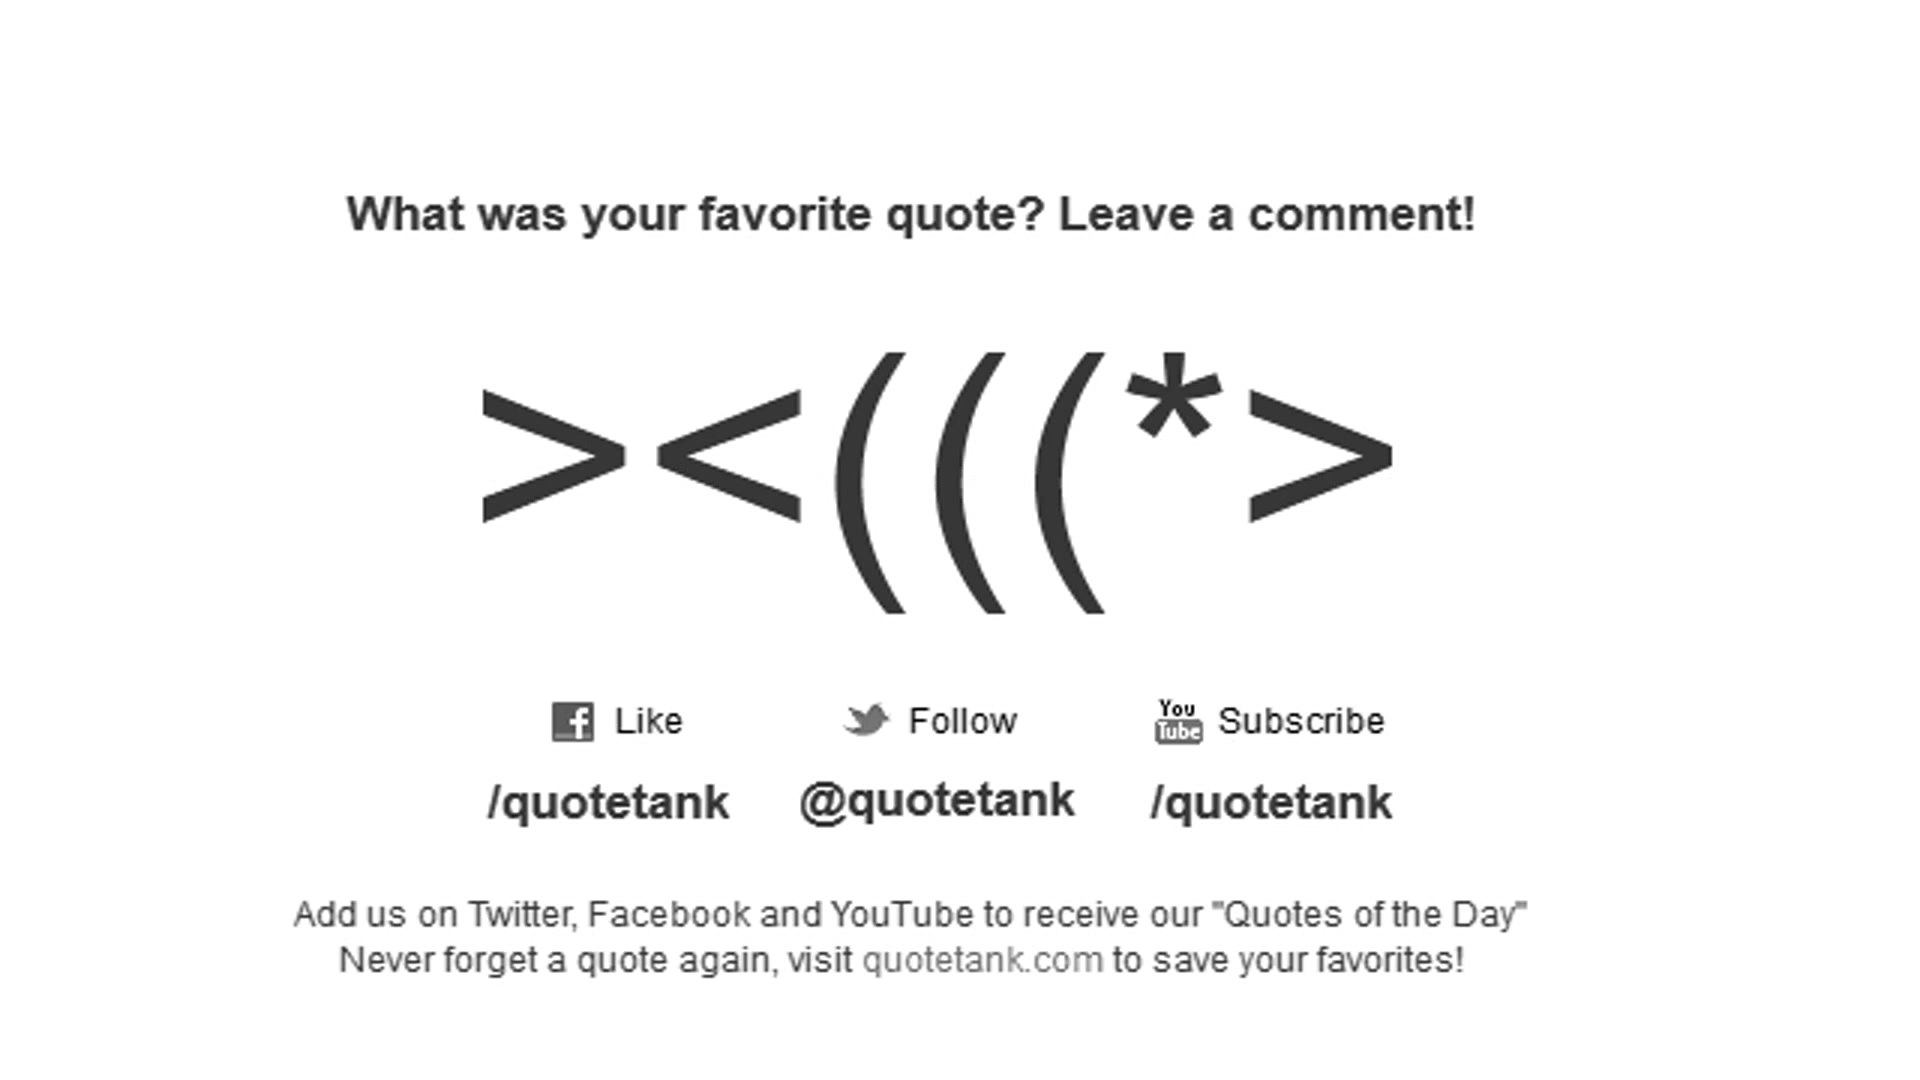 What was your favorite quote? Leave a comment!
><(((*>
f Like Follow You Tube Subscribe
/quotetank @quotetank /quotetank
Add us on Twitter, Facebook and YouTube to receive our "Quotes of the Day"
Never forget a quote again, visit quotetank.com to save your favorites!